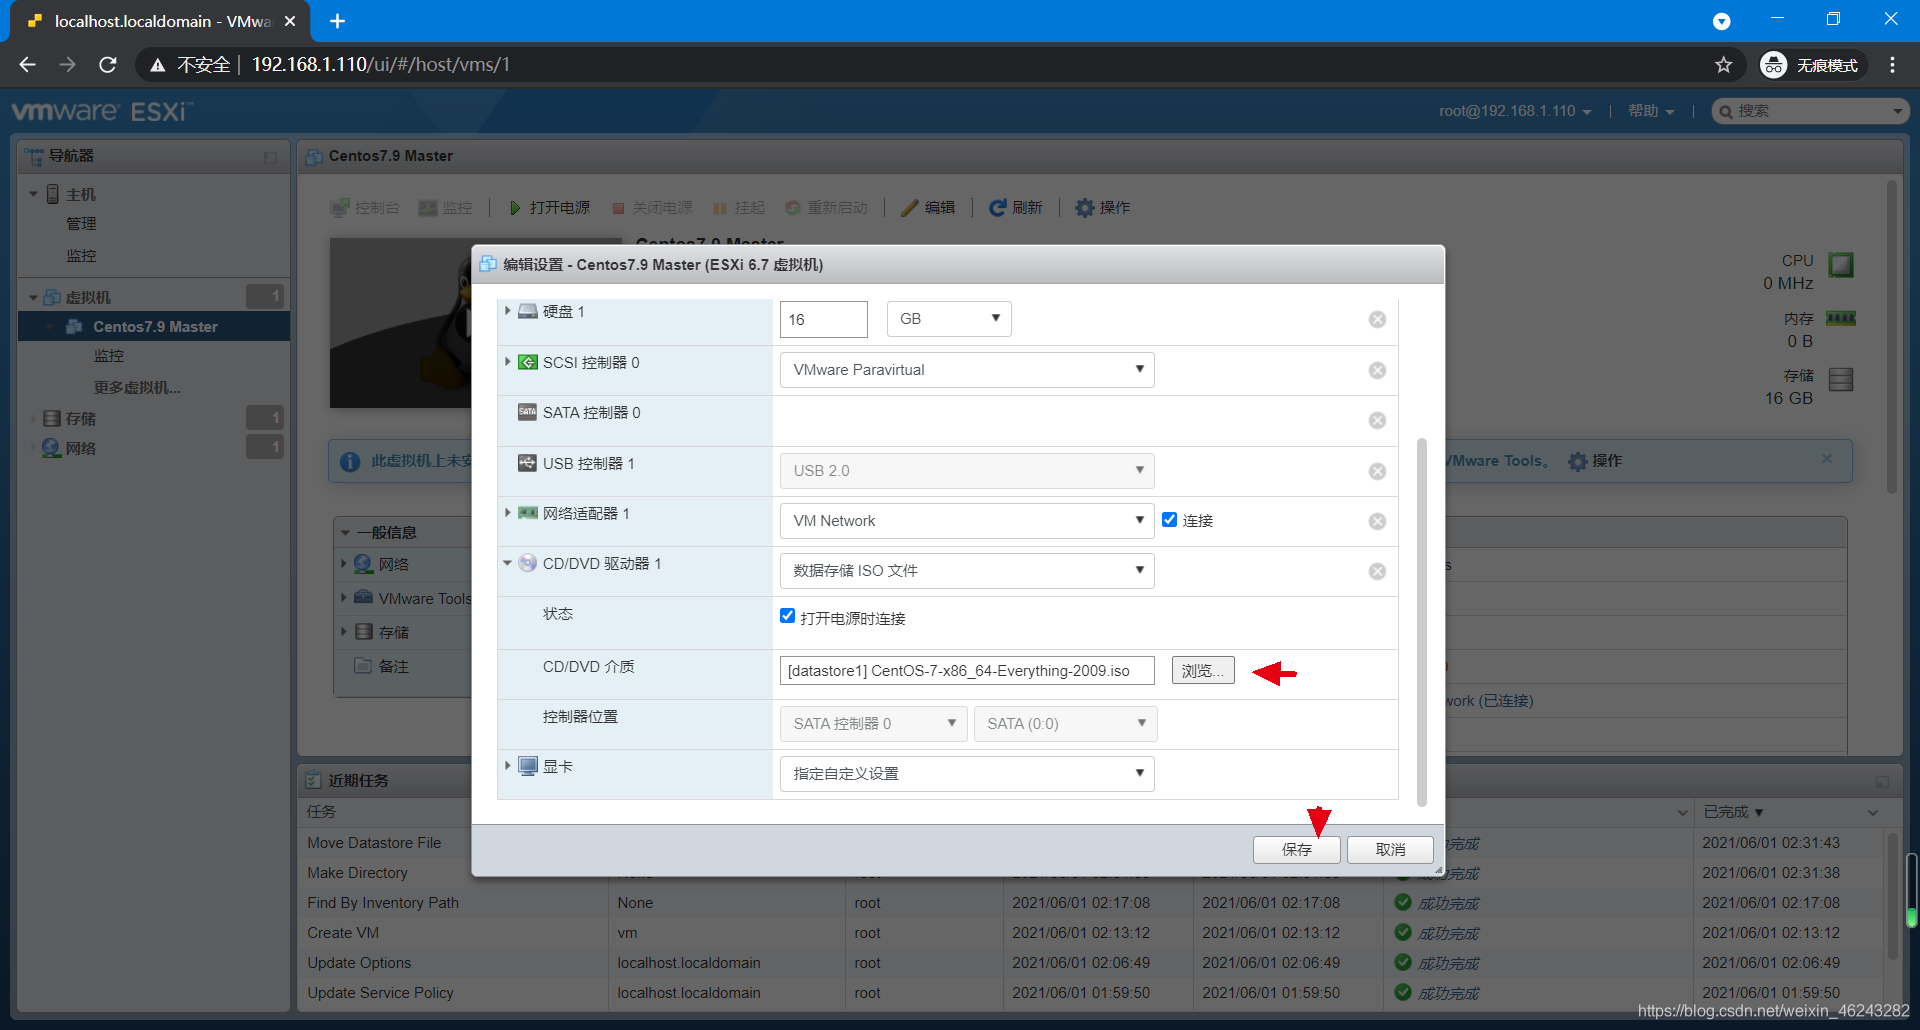 localhost.localdomain - VMwa
不安全 192.168.1.110/ui/#/host/vms/1
无痕模式
vmware ESXi™
root@192.168.1.110
帮助
搜索
导航器
主机
管理
监控
虚拟机 1
Centos7.9 Master
监控
更多虚拟机...
存储 1
网络 1
Centos7.9 Master
控制台 监控 打开电源 关闭电源 挂起 重新启动 编辑 刷新 操作
Centos7.9 Master
CPU
0 MHz
内存
0 B
存储
16 GB
此虚拟机上未安
VMware Tools。 操作
一般信息
网络
VMware Tools
存储
备注
work (已连接)
编辑设置 - Centos7.9 Master (ESXi 6.7 虚拟机)
硬盘 1 16 GB
SCSI 控制器 0 VMware Paravirtual
SATA SATA 控制器 0
USB 控制器 1 USB 2.0
网络适配器 1 VM Network 连接
CD/DVD 驱动器 1 数据存储 ISO 文件
状态 打开电源时连接
CD/DVD 介质 [datastore1] CentOS-7-x86_64-Everything-2009.iso 浏览...
控制器位置 SATA 控制器 0 SATA (0:0)
显卡 指定自定义设置
保存 取消
近期任务
任务 已完成
Move Datastore File 成功完成 2021/06/01 02:31:43
Make Directory 成功完成 2021/06/01 02:31:38
Find By Inventory Path None root 2021/06/01 02:17:08 2021/06/01 02:17:08 成功完成 2021/06/01 02:17:08
Create VM vm root 2021/06/01 02:13:12 2021/06/01 02:13:12 成功完成 2021/06/01 02:13:12
Update Options localhost.localdomain root 2021/06/01 02:06:49 2021/06/01 02:06:49 成功完成 2021/06/01 02:06:49
Update Service Policy localhost.localdomain root 2021/06/01 01:59:50 2021/06/01 01:59:50 成功完成 2021/06/01 01:59:50
https://blog.csdn.net/weixin_46243282